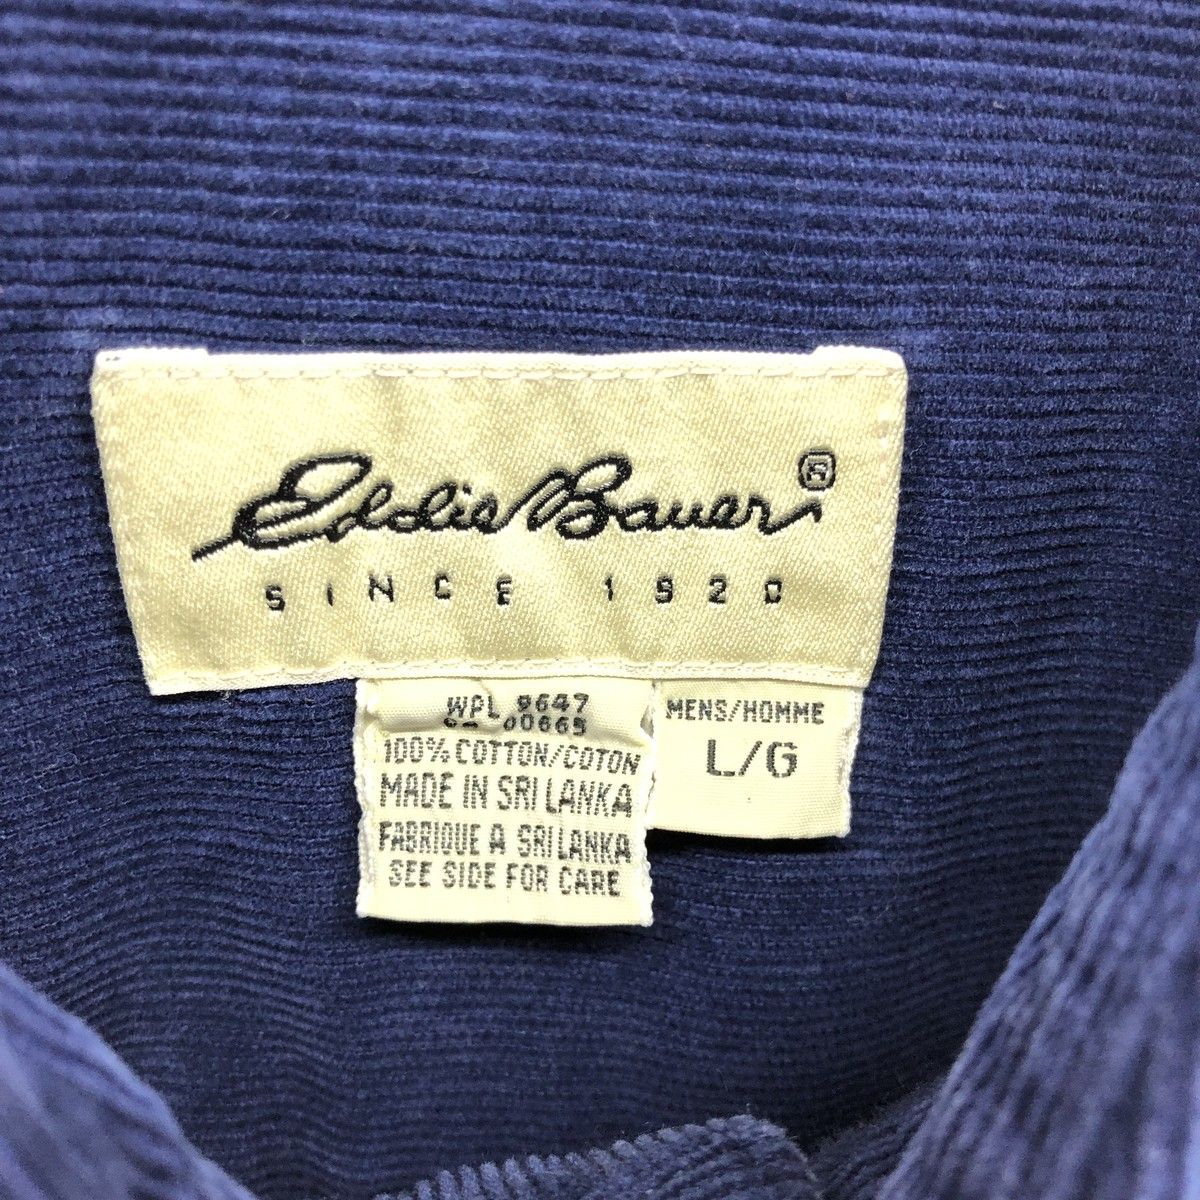 Eddie Bauer ®
SINCE 1920
WPL 9647
00665
100% COTTON/COTON
MADE IN SRI LANKA
FABRIQUE A SRI LANKA
SEE SIDE FOR CARE
MENS/HOMME
L/G